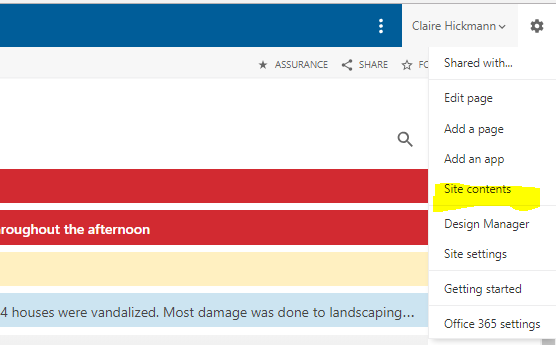 Claire Hickmann
ASSURANCE SHARE FO
Shared with...
Edit page
Add a page
Add an app
Site contents
roughout the afternoon
Design Manager
Site settings
Getting started
4 houses were vandalized. Most damage was done to landscaping...
Office 365 settings